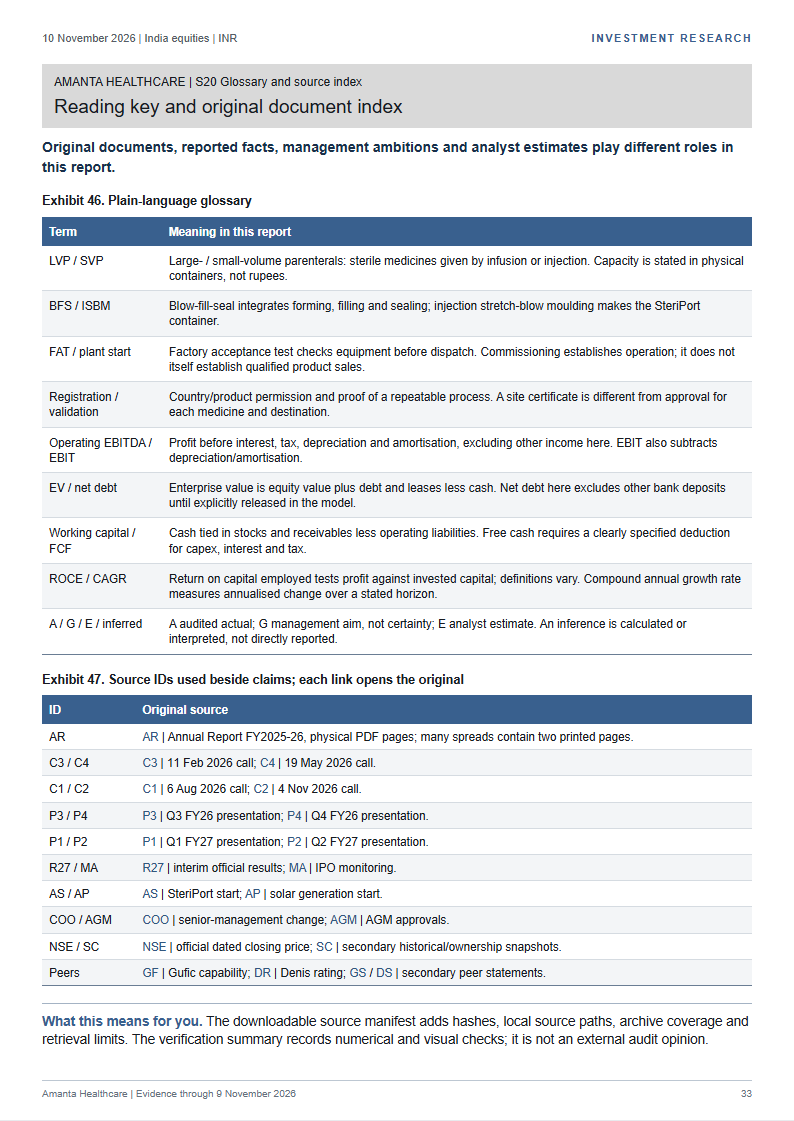 10 November 2026 | India equities | INR
INVESTMENT RESEARCH
AMANTA HEALTHCARE | S20 Glossary and source index
Reading key and original document index
Original documents, reported facts, management ambitions and analyst estimates play different roles in
this report.
Exhibit 46. Plain-language glossary
Term Meaning in this report
LVP / SVP Large- / small-volume parenterals: sterile medicines given by infusion or injection. Capacity is stated in physical
containers, not rupees.
BFS / ISBM Blow-fill-seal integrates forming, filling and sealing; injection stretch-blow moulding makes the SteriPort
container.
FAT / plant start Factory acceptance test checks equipment before dispatch. Commissioning establishes operation; it does not
itself establish qualified product sales.
Registration / Country/product permission and proof of a repeatable process. A site certificate is different from approval for
validation each medicine and destination.
Operating EBITDA / Profit before interest, tax, depreciation and amortisation, excluding other income here. EBIT also subtracts
EBIT depreciation/amortisation.
EV / net debt Enterprise value is equity value plus debt and leases less cash. Net debt here excludes other bank deposits
until explicitly released in the model.
Working capital / Cash tied in stocks and receivables less operating liabilities. Free cash requires a clearly specified deduction
FCF for capex, interest and tax.
ROCE / CAGR Return on capital employed tests profit against invested capital; definitions vary. Compound annual growth rate
measures annualised change over a stated horizon.
A / G / E / inferred A audited actual; G management aim, not certainty; E analyst estimate. An inference is calculated or
interpreted, not directly reported.
Exhibit 47. Source IDs used beside claims; each link opens the original
ID Original source
AR AR | Annual Report FY2025-26, physical PDF pages; many spreads contain two printed pages.
C3 / C4 C3 | 11 Feb 2026 call; C4 | 19 May 2026 call.
C1 / C2 C1 | 6 Aug 2026 call; C2 | 4 Nov 2026 call.
P3 / P4 P3 | Q3 FY26 presentation; P4 | Q4 FY26 presentation.
P1 / P2 P1 | Q1 FY27 presentation; P2 | Q2 FY27 presentation.
R27 / MA R27 | interim official results; MA | IPO monitoring.
AS / AP AS | SteriPort start; AP | solar generation start.
COO / AGM COO | senior-management change; AGM | AGM approvals.
NSE / SC NSE | official dated closing price; SC | secondary historical/ownership snapshots.
Peers GF | Gufic capability; DR | Denis rating; GS / DS | secondary peer statements.
What this means for you. The downloadable source manifest adds hashes, local source paths, archive coverage and
retrieval limits. The verification summary records numerical and visual checks; it is not an external audit opinion.
Amanta Healthcare | Evidence through 9 November 2026
33